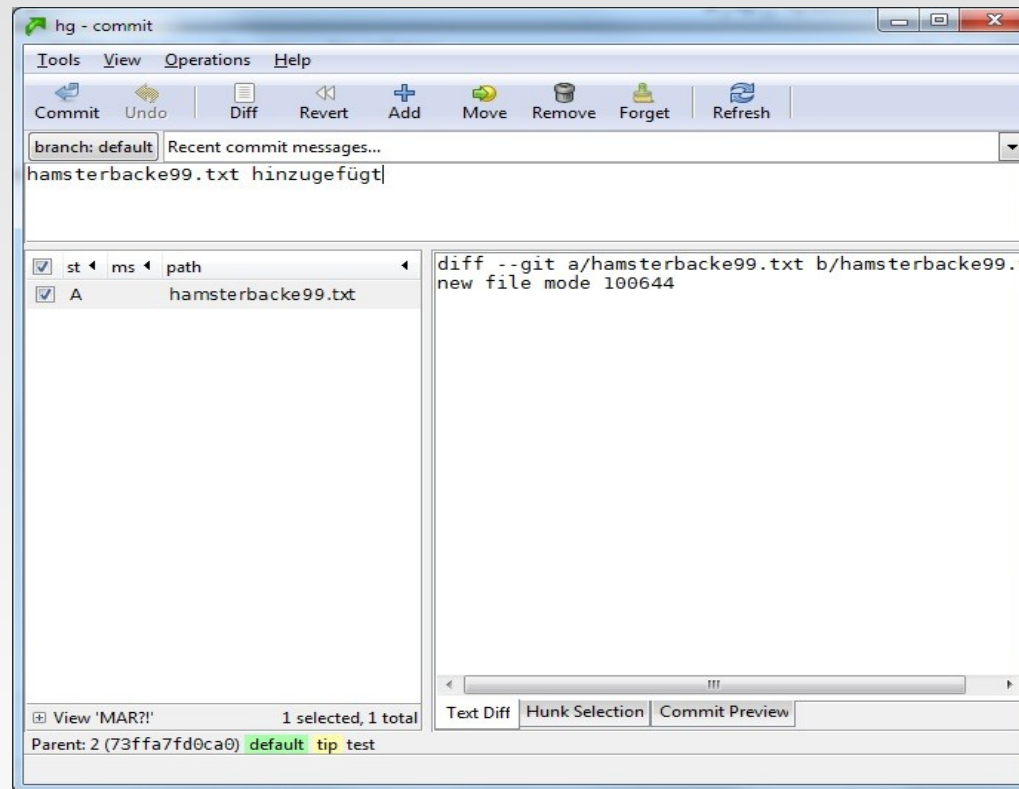 hg - commit
Tools View Operations Help
Commit Undo Diff Revert Add Move Remove Forget Refresh
branch: default Recent commit messages...
hamsterbacke99.txt hinzugefügt
st ms path
A hamsterbacke99.txt
diff --git a/hamsterbacke99.txt b/hamsterbacke99.
new file mode 100644
View 'MAR?!' 1 selected, 1 total
Text Diff Hunk Selection Commit Preview
Parent: 2 (73ffa7fd0ca0) default tip test